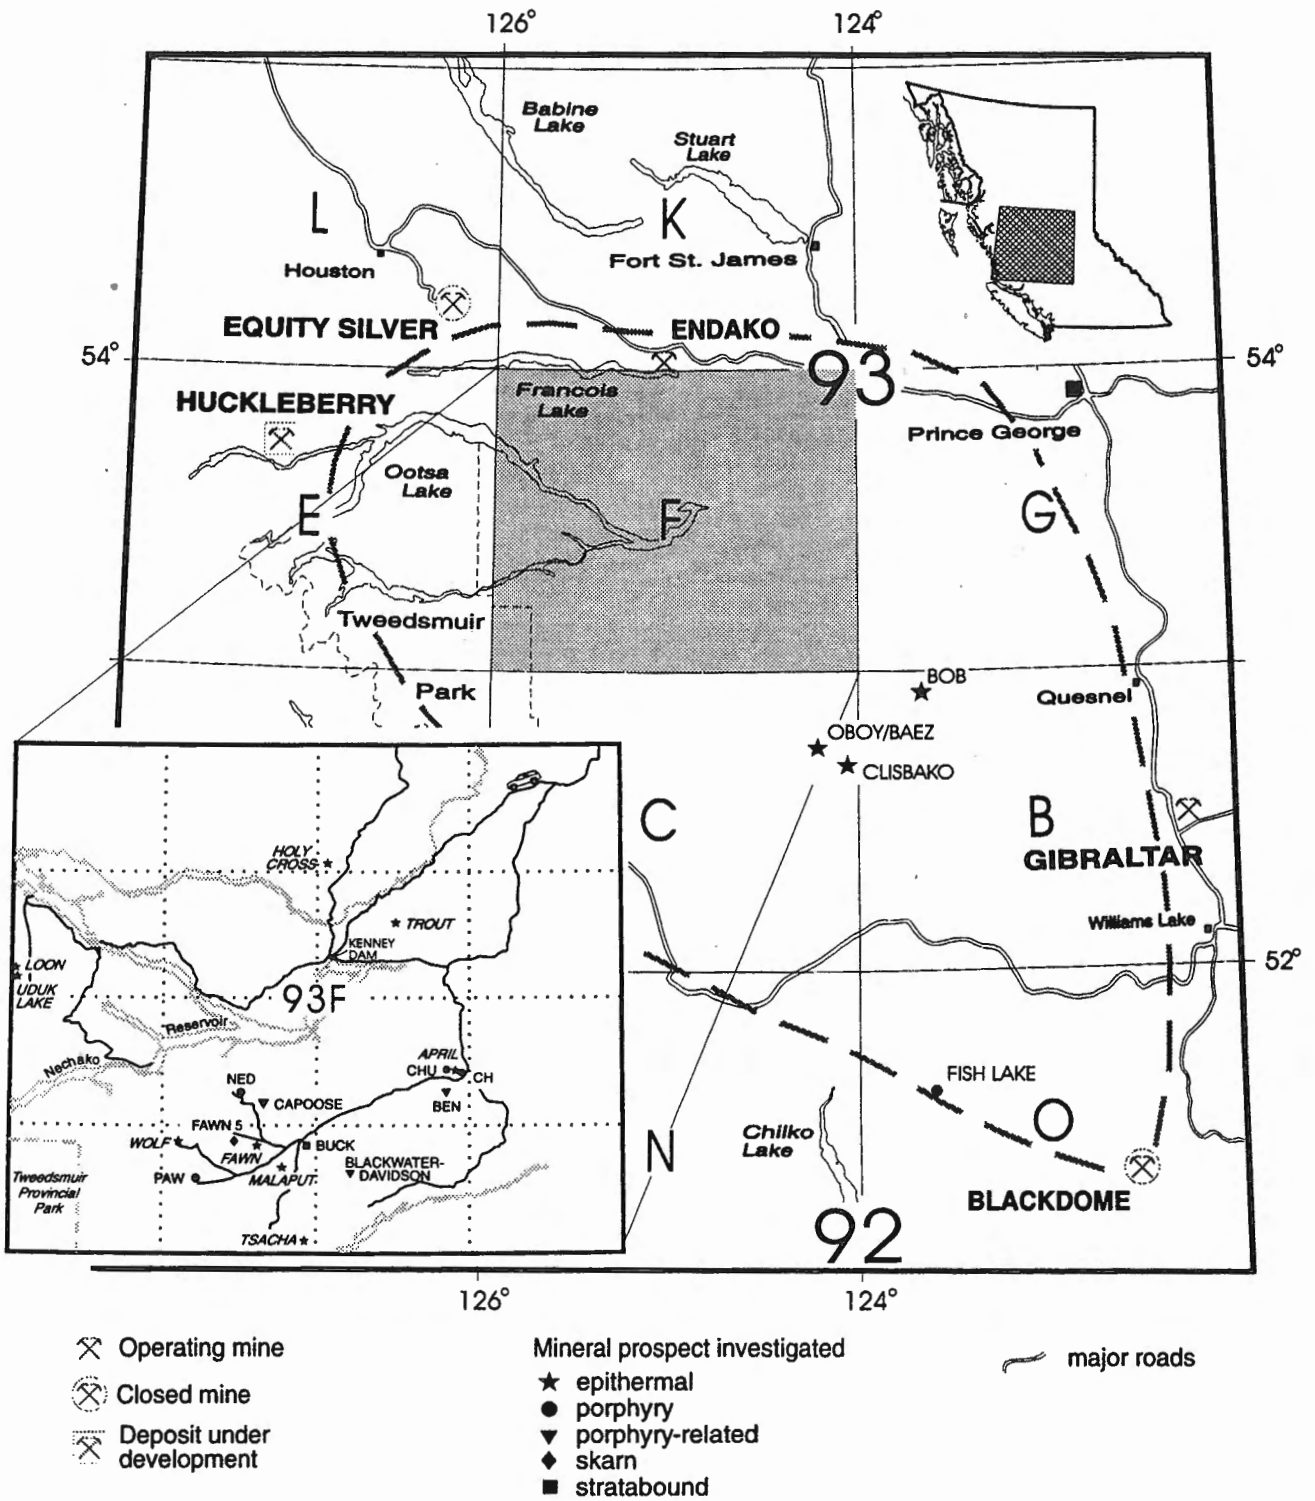 126°
124°
Babine
Lake
Stuart
Lake
L
K
Houston
Fort St. James
EQUITY SILVER
ENDAKO
54°
54°
93
Francois
Lake
HUCKLEBERRY
Prince George
Ootsa
Lake
E
F
G
Tweedsmuir
Park
BOB
Quesnel
OBOY/BAEZ
CLISBAKO
C
B
GIBRALTAR
Williams Lake
52°
HOLY
CROSS
TROUT
KENNEY
DAM
LOON
UDUK
LAKE
93F
Reservoir
Nechako
APRIL
CHU
CH
NED
CAPOOSE
BEN
FAWN 5
WOLF
FAWN
BUCK
PAW
MALAPUT
BLACKWATER-
DAVIDSON
Tweedsmuir
Provincial
Park
TSACHA
FISH LAKE
O
Chilko
Lake
N
BLACKDOME
92
126°
124°
Operating mine
Closed mine
Deposit under
development
Mineral prospect investigated
epithermal
porphyry
porphyry-related
skarn
stratabound
major roads